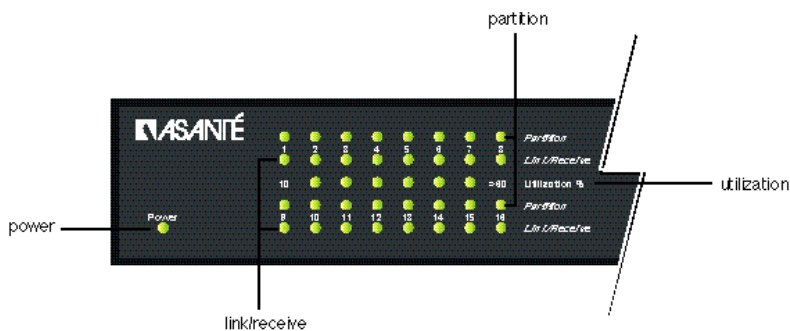 partition
ASANTÉ
Partition
1 2 3 4 5 6 7 8
Link/Receive
10 >60 Utilization %
utilization
Partition
Power
9 10 11 12 13 14 15 16
power
Link/Receive
link/receive